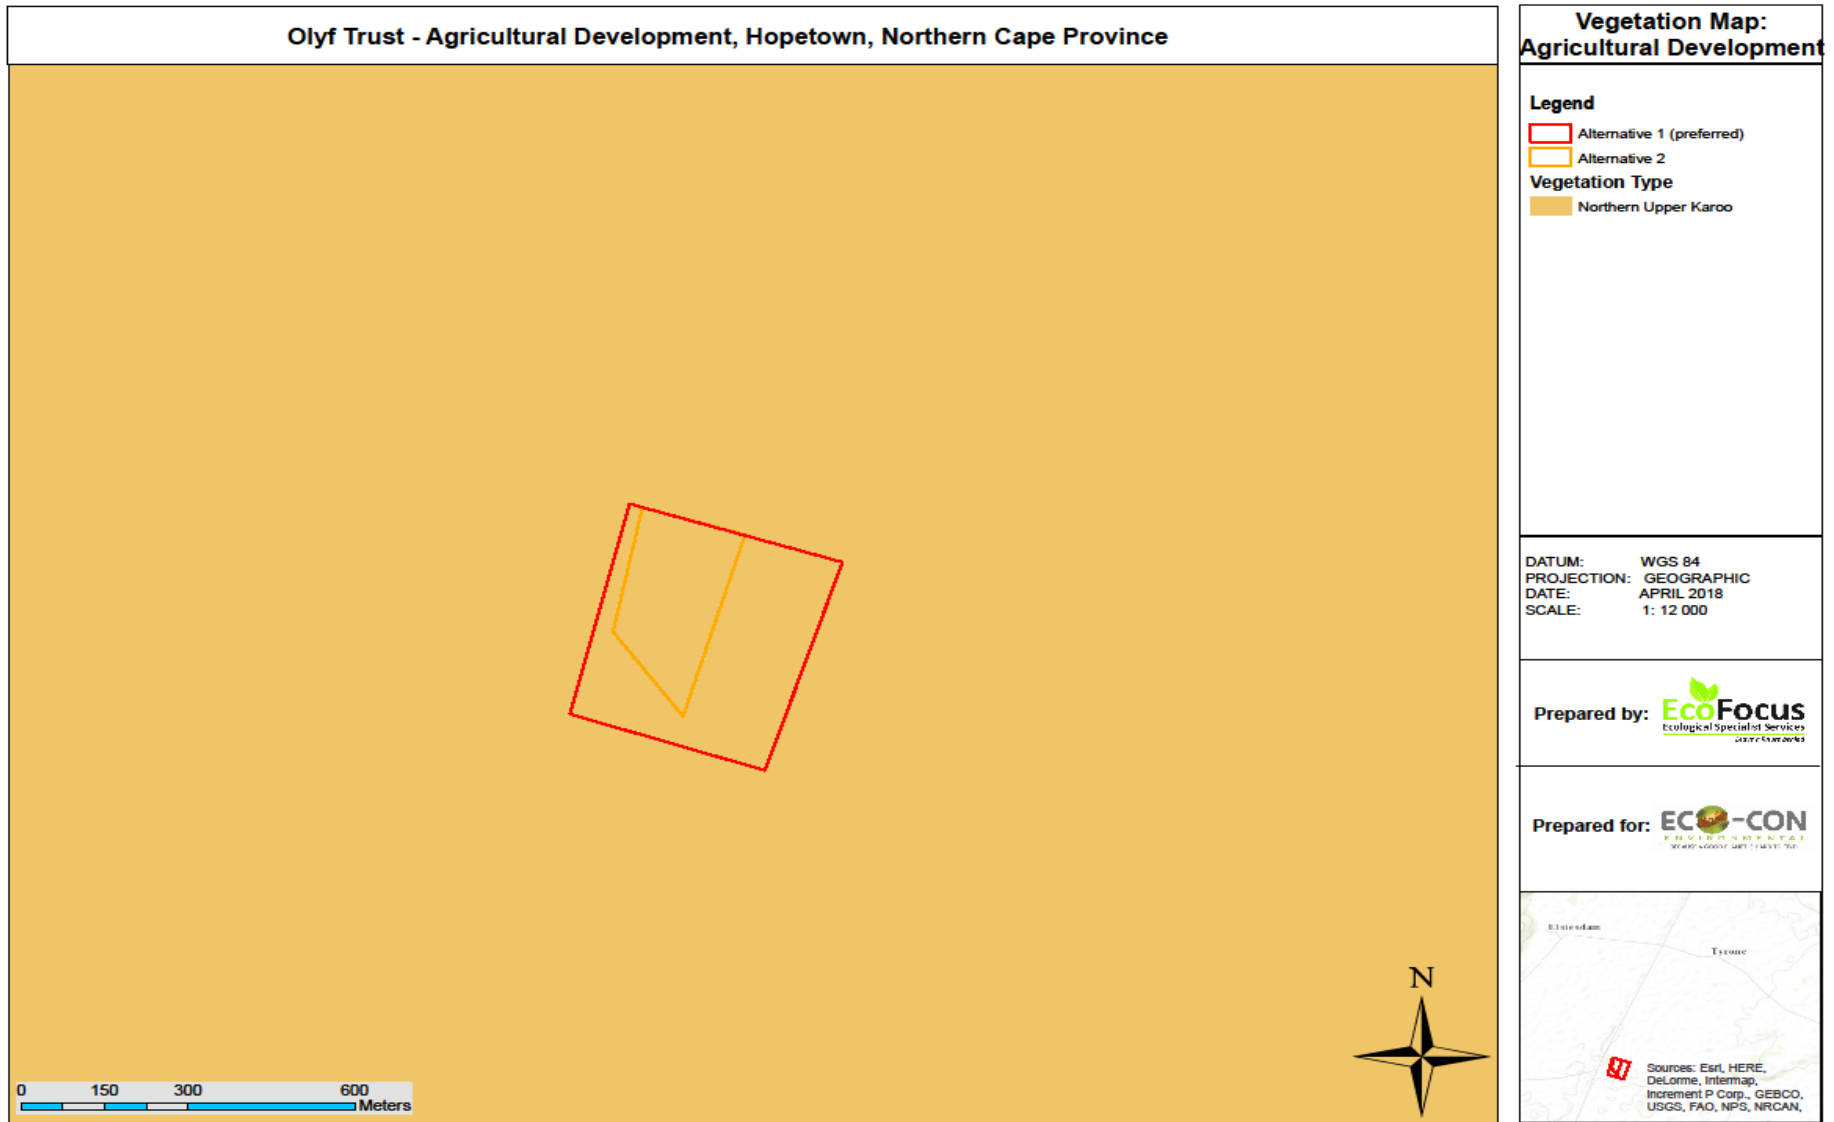 Olyf Trust - Agricultural Development, Hopetown, Northern Cape Province
Vegetation Map:
Agricultural Development
Legend
Alternative 1 (preferred)
Alternative 2
Vegetation Type
Northern Upper Karoo
DATUM: WGS 84
PROJECTION: GEOGRAPHIC
DATE: APRIL 2018
SCALE: 1: 12 000
Prepared by:
EcoFocus
Ecological Specialist Services
Prepared for:
ECO-CON
ENVIRONMENTAL
Tyrone
Sources: Esri, HERE,
DeLorme, Intermap,
Increment P Corp., GEBCO,
USGS, FAO, NPS, NRCAN,
N
0 150 300 600
Meters